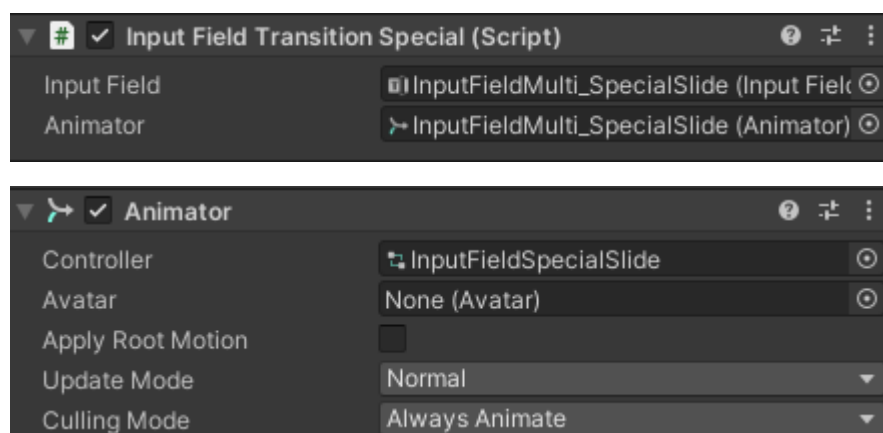 # Input Field Transition Special (Script)
Input Field InputFieldMulti_SpecialSlide (Input Fiel
Animator InputFieldMulti_SpecialSlide (Animator)
Animator
Controller InputFieldSpecialSlide
Avatar None (Avatar)
Apply Root Motion
Update Mode Normal
Culling Mode Always Animate